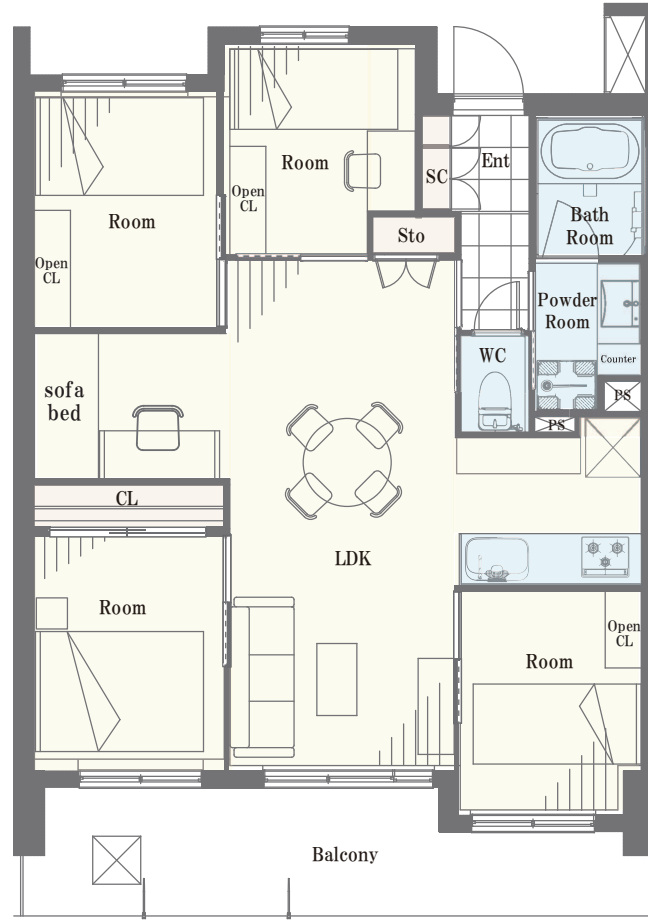 Room
Open
CL
Room
Open
CL
Sto
SC
Ent
Bath
Room
Powder
Room
Counter
WC
PS
PS
sofa
bed
CL
LDK
Room
Room
Open
CL
Balcony